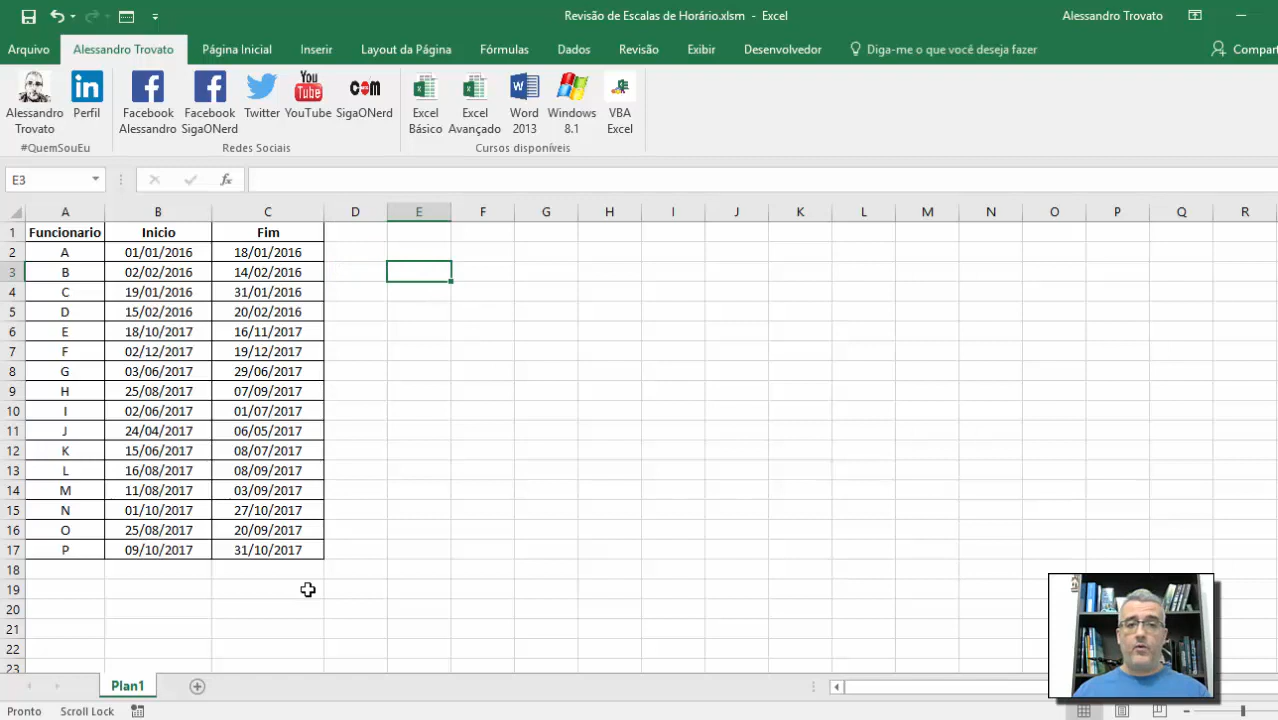 Revisão de Escalas de Horário.xlsm - Excel
Alessandro Trovato
Arquivo Alessandro Trovato Página Inicial Inserir Layout da Página Fórmulas Dados Revisão Exibir Desenvolvedor Diga-me o que você deseja fazer Compart
Alessandro Trovato
Perfil
#QuemSouEu
Facebook Alessandro
Facebook SigaONerd
Twitter
You Tube
YouTube
C M
SigaONerd
Redes Sociais
Excel Básico
Excel Avançado
Word 2013
Windows 8.1
VBA Excel
Cursos disponíveis
E3 fx
A B C D E F G H I J K L M N O P Q R
1 Funcionario Inicio Fim
2 A 01/01/2016 18/01/2016
3 B 02/02/2016 14/02/2016
4 C 19/01/2016 31/01/2016
5 D 15/02/2016 20/02/2016
6 E 18/10/2017 16/11/2017
7 F 02/12/2017 19/12/2017
8 G 03/06/2017 29/06/2017
9 H 25/08/2017 07/09/2017
10 I 02/06/2017 01/07/2017
11 J 24/04/2017 06/05/2017
12 K 15/06/2017 08/07/2017
13 L 16/08/2017 08/09/2017
14 M 11/08/2017 03/09/2017
15 N 01/10/2017 27/10/2017
16 O 25/08/2017 20/09/2017
17 P 09/10/2017 31/10/2017
18
19
20
21
22
23
Plan1
Pronto Scroll Lock